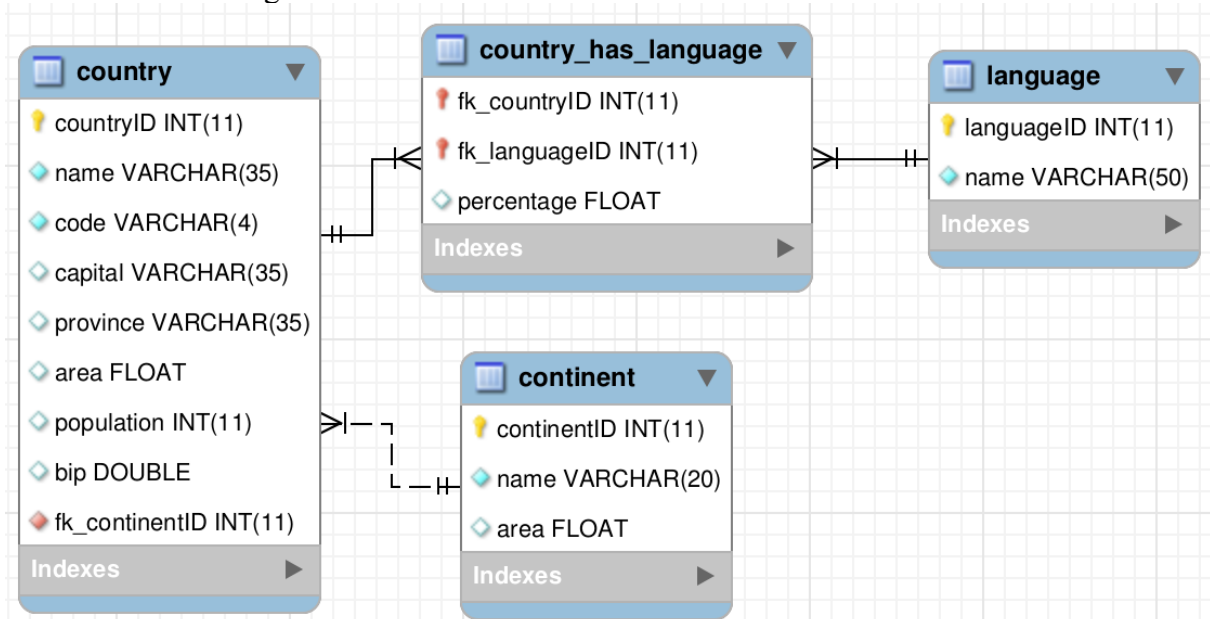 country
countryID INT(11)
name VARCHAR(35)
code VARCHAR(4)
capital VARCHAR(35)
province VARCHAR(35)
area FLOAT
population INT(11)
bip DOUBLE
fk_continentID INT(11)
Indexes
country_has_language
fk_countryID INT(11)
fk_languageID INT(11)
percentage FLOAT
Indexes
language
languageID INT(11)
name VARCHAR(50)
Indexes
continent
continentID INT(11)
name VARCHAR(20)
area FLOAT
Indexes